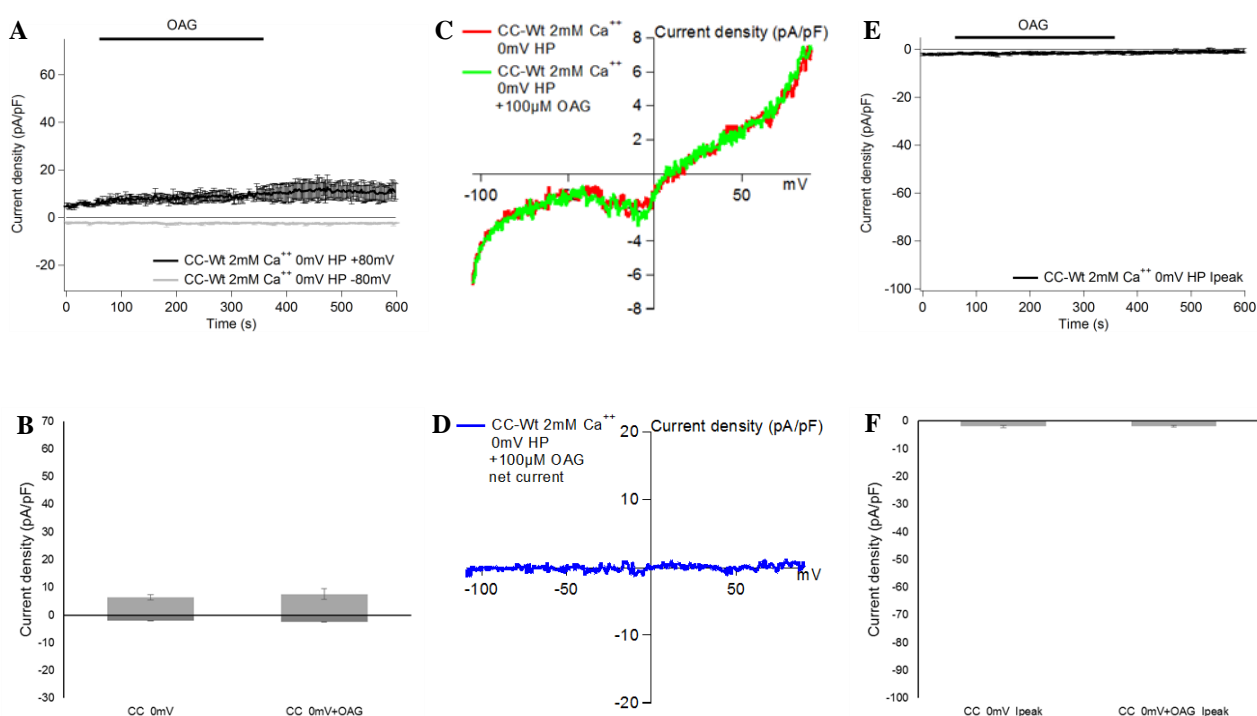 A
OAG
Current density (pA/pF)
60
40
20
0
-20
CC-Wt 2mM Ca++ 0mV HP +80mV
CC-Wt 2mM Ca++ 0mV HP -80mV
0 100 200 300 400 500 600
Time (s)
C
CC-Wt 2mM Ca++
0mV HP
CC-Wt 2mM Ca++
0mV HP
+100µM OAG
Current density (pA/pF)
8
6
4
2
-100 50
mV
-4
-6
-8
E
OAG
Current density (pA/pF)
0
-20
-40
-60
-80
-100
CC-Wt 2mM Ca++ 0mV HP Ipeak
0 100 200 300 400 500 600
Time (s)
B
Current density (pA/pF)
70
60
50
40
30
20
10
0
-10
-20
-30
CC 0mV CC 0mV+OAG
D
CC-Wt 2mM Ca++
0mV HP
+100µM OAG
net current
Current density (pA/pF)
20
10
-100 -50 50
mV
-10
-20
F
Current density (pA/pF)
0
-10
-20
-30
-40
-50
-60
-70
-80
-90
-100
CC 0mV Ipeak CC 0mV+OAG Ipeak